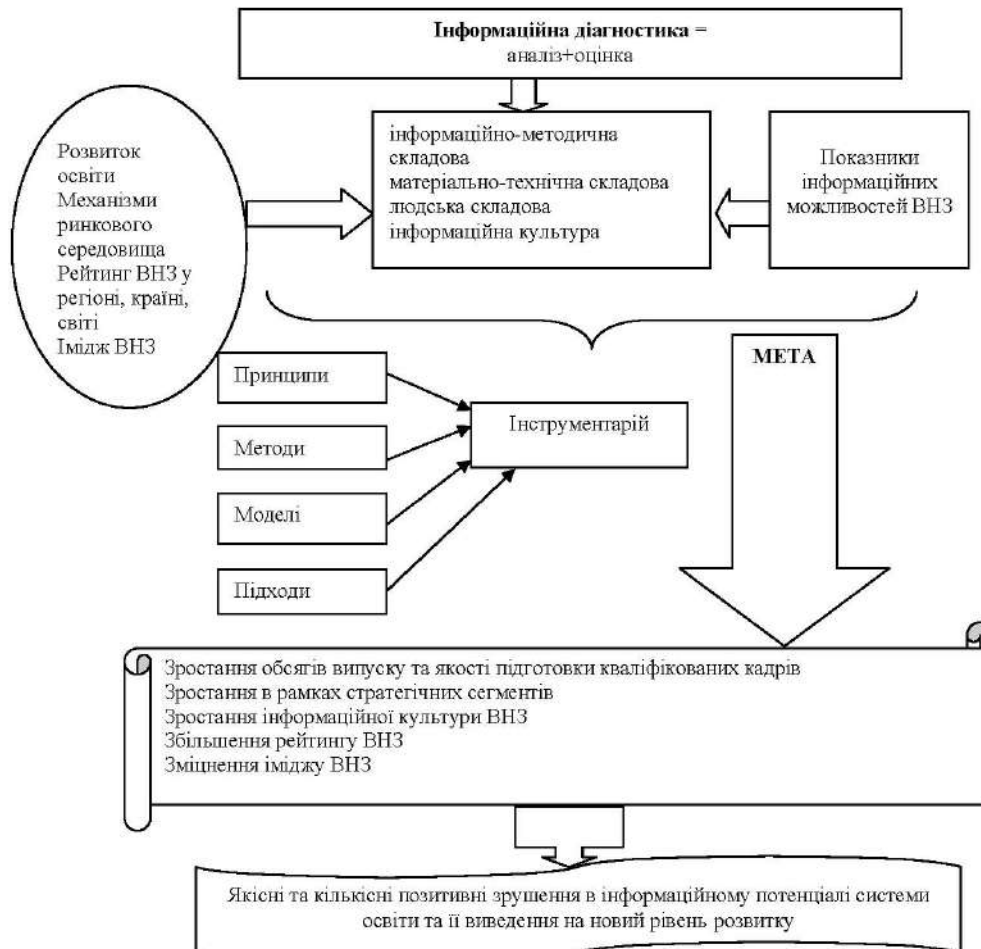 Інформаційна діагностика =
аналіз+оцінка
Розвиток
освіти
Механізми
ринкового
середовища
Рейтинг ВНЗ у
регіоні, країні,
світі
Імідж ВНЗ
інформаційно-методична
складова
матеріально-технічна складова
людська складова
інформаційна культура
Показники
інформаційних
можливостей ВНЗ
МЕТА
Принципи
Методи
Моделі
Підходи
Інструментарій
Зростання обсягів випуску та якості підготовки кваліфікованих кадрів
Зростання в рамках стратегічних сегментів
Зростання інформаційної культури ВНЗ
Збільшення рейтингу ВНЗ
Зміцнення іміджу ВНЗ
Якісні та кількісні позитивні зрушення в інформаційному потенціалі системи
освіти та її виведення на новий рівень розвитку